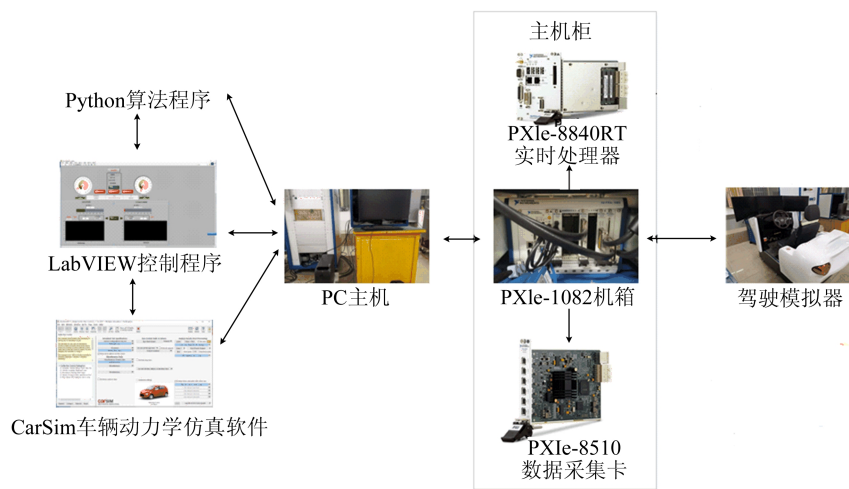 主机柜
Python算法程序
PXle-8840RT
实时处理器
LabVIEW控制程序
PC主机
PXle-1082机箱
驾驶模拟器
CarSim车辆动力学仿真软件
PXIe-8510
数据采集卡